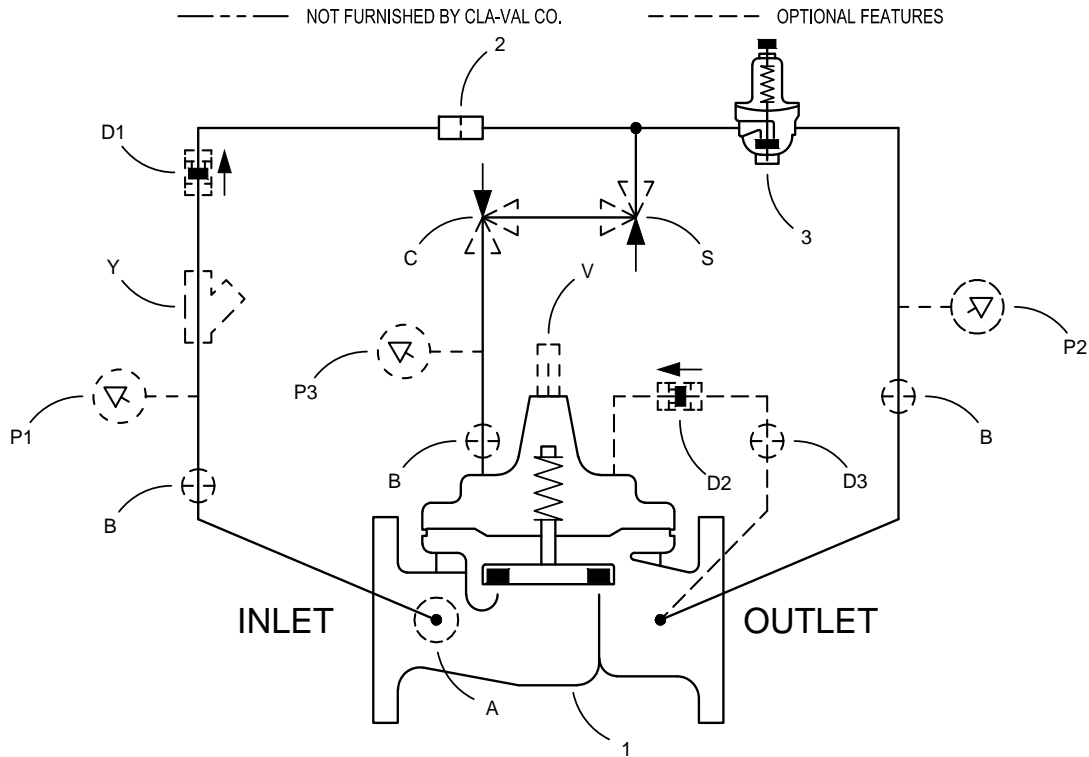 NOT FURNISHED BY CLA-VAL CO.
OPTIONAL FEATURES
2
D1
3
C
S
Y
V
P2
P3
P1
B
D2
D3
B
B
INLET
OUTLET
A
1